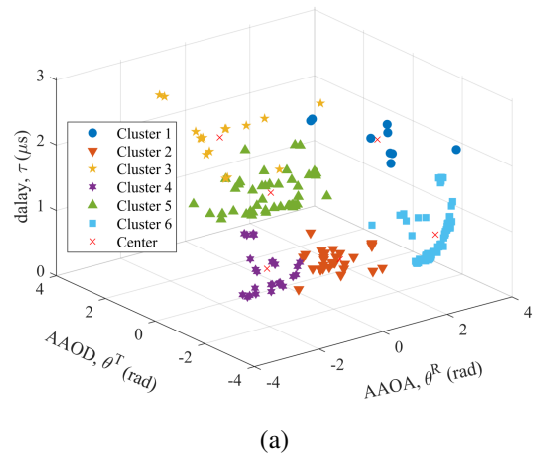 3
2
1
0
dalay, τ (μs)
Cluster 1
Cluster 2
Cluster 3
Cluster 4
Cluster 5
Cluster 6
Center
4
2
0
-2
-4
AAOD, θ^T (rad)
-4
-2
0
2
4
AAOA, θ^R (rad)
(a)